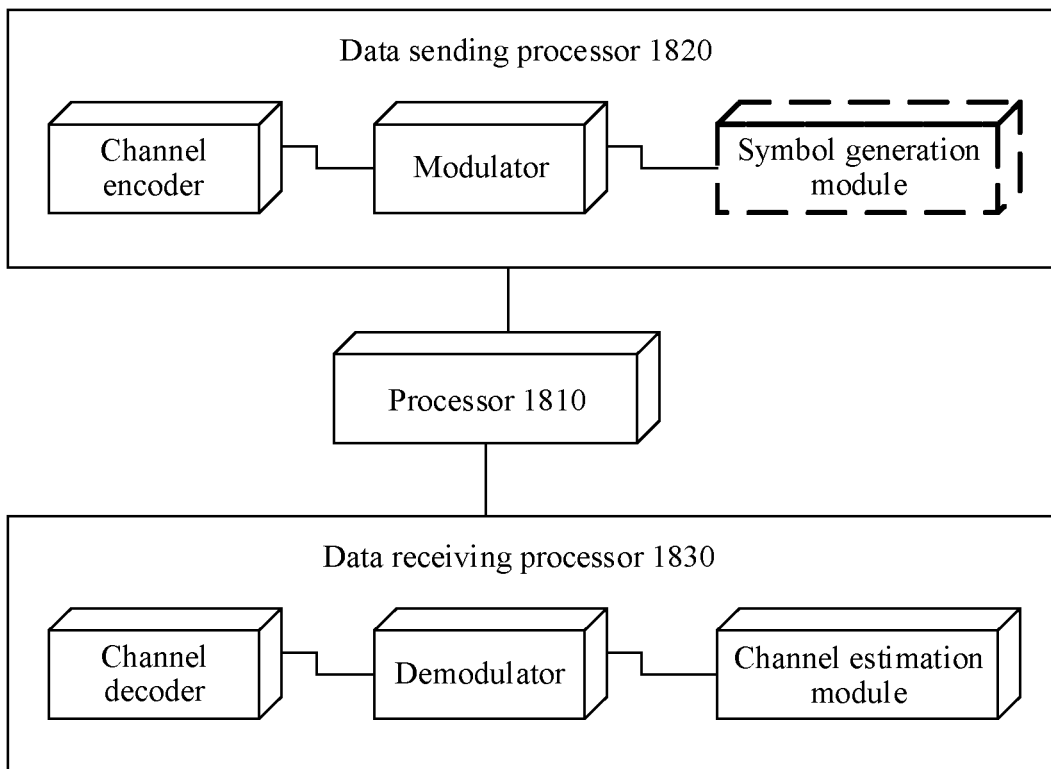 Data sending processor 1820
Channel
encoder
Modulator
Symbol generation
module
Processor 1810
Data receiving processor 1830
Channel
decoder
Demodulator
Channel estimation
module